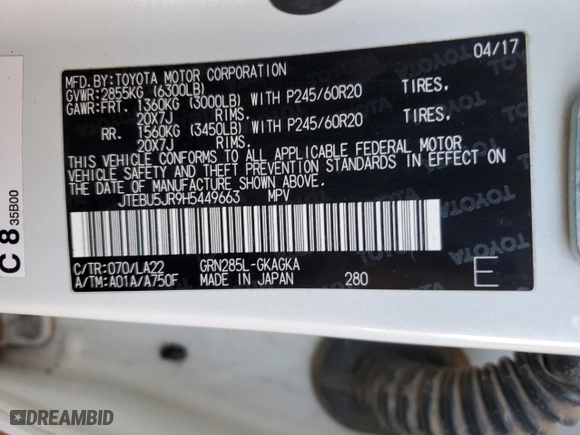 04/17
MFD. BY: TOYOTA MOTOR CORPORATION
GVWR: 2855KG (6300LB)
GAWR: FRT. 1360KG (3000LB) WITH P245/60R20 TIRES.
20X7J RIMS.
RR. 1560KG (3450LB) WITH P245/60R20 TIRES.
20X7J RIMS.
THIS VEHICLE CONFORMS TO ALL APPLICABLE FEDERAL MOTOR
VEHICLE SAFETY AND THEFT PREVENTION STANDARDS IN EFFECT ON
THE DATE OF MANUFACTURE SHOWN ABOVE.
JTEBU5JR9H5449663 MPV
C/TR: 070/LA22 GRN285L-GKAGKA
A/TM: A01A/A750F MADE IN JAPAN 280
E
C 8 35B00
DREAMBID